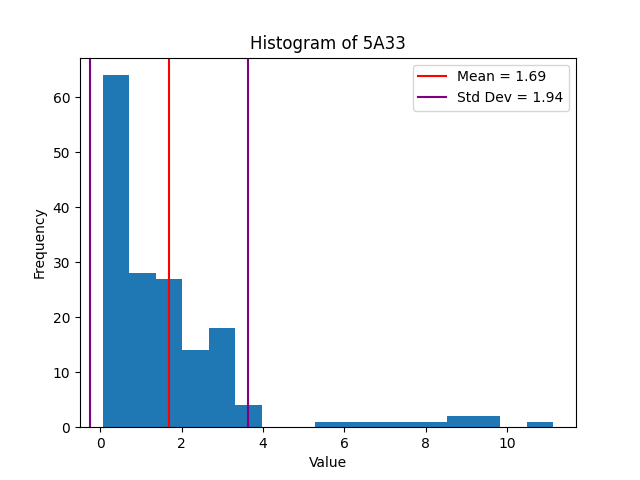 Histogram of 5A33
Mean = 1.69
Std Dev = 1.94
60
50
40
30
20
10
0
Frequency
0 2 4 6 8 10
Value